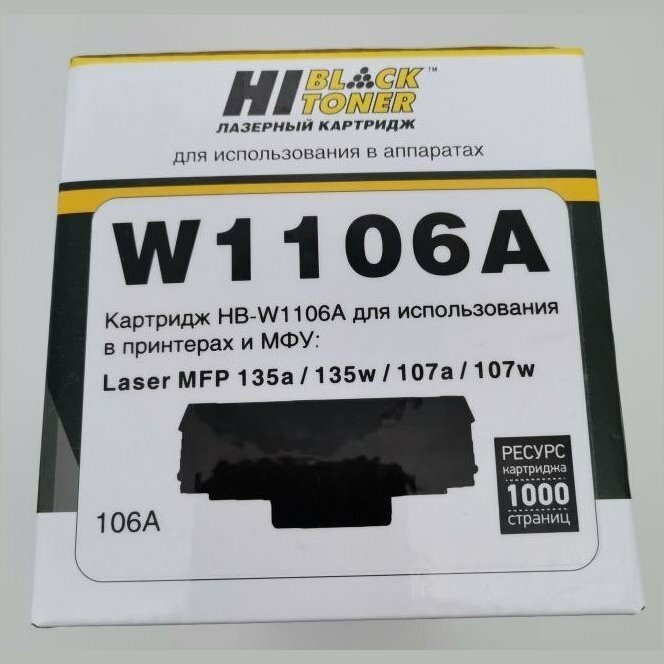 HI BLACK TONER™
ЛАЗЕРНЫЙ КАРТРИДЖ
для использования в аппаратах
W1106A
Картридж HB-W1106A для использования
в принтерах и МФУ:
Laser MFP 135a / 135w / 107a / 107w
106A
РЕСУРС
картриджа
1000
страниц